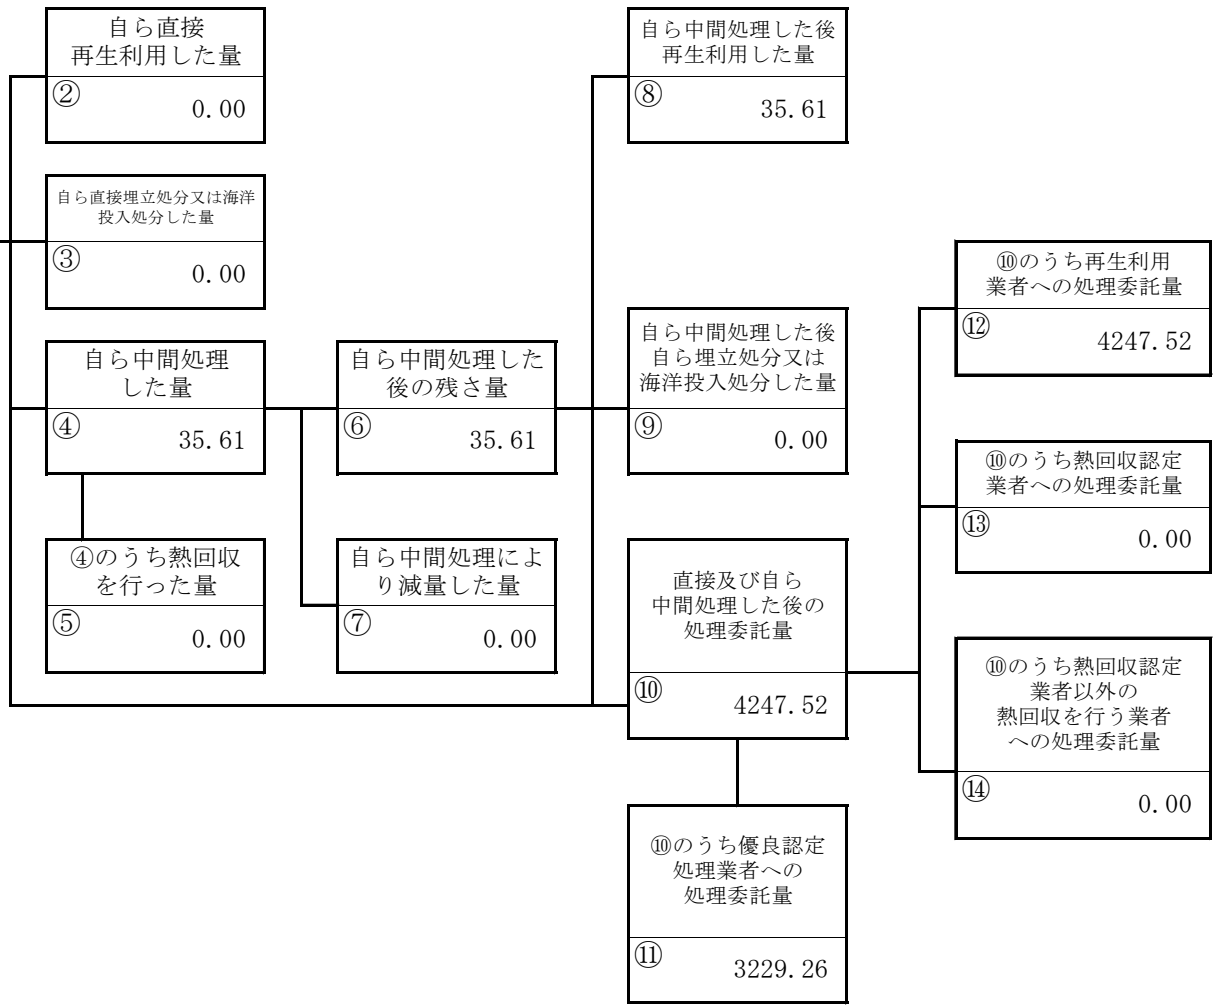 自ら直接
再生利用した量
②
0.00
自ら直接埋立処分又は海洋
投入処分した量
③
0.00
自ら中間処理
した量
④
35.61
④のうち熱回収
を行った量
⑤
0.00
自ら中間処理した
後の残さ量
⑥
35.61
自ら中間処理によ
り減量した量
⑦
0.00
自ら中間処理した後
再生利用した量
⑧
35.61
自ら中間処理した後
自ら埋立処分又は
海洋投入処分した量
⑨
0.00
直接及び自ら
中間処理した後の
処理委託量
⑩
4247.52
⑩のうち優良認定
処理業者への
処理委託量
⑪
3229.26
⑩のうち再生利用
業者への処理委託量
⑫
4247.52
⑩のうち熱回収認定
業者への処理委託量
⑬
0.00
⑩のうち熱回収認定
業者以外の
熱回収を行う業者
への処理委託量
⑭
0.00